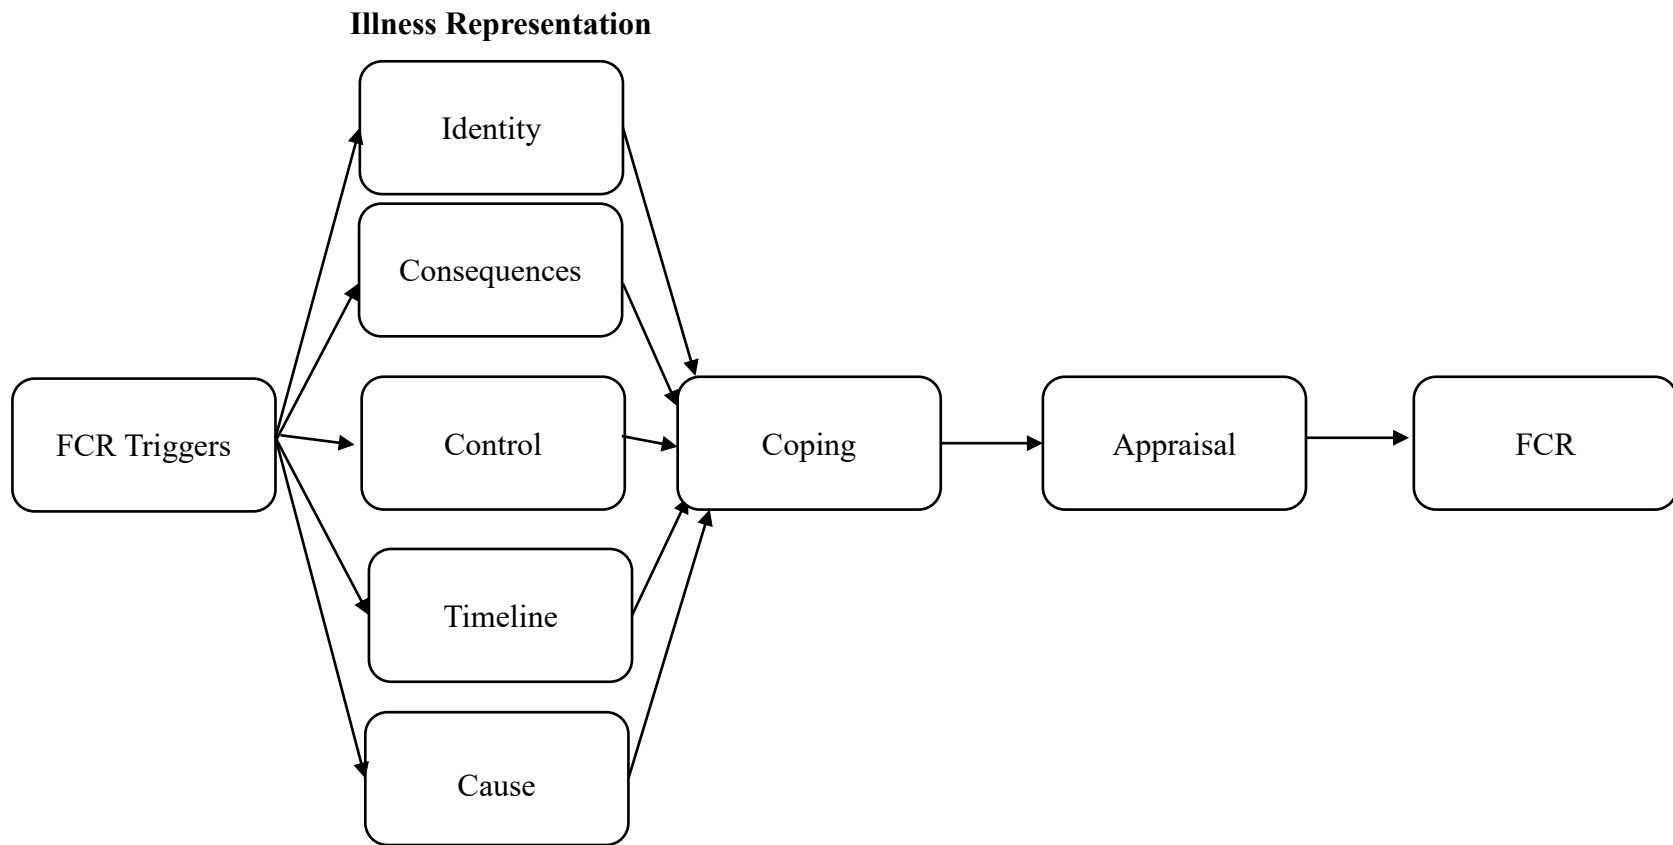 Illness Representation
Identity
Consequences
FCR Triggers
Control
Coping
Appraisal
FCR
Timeline
Cause